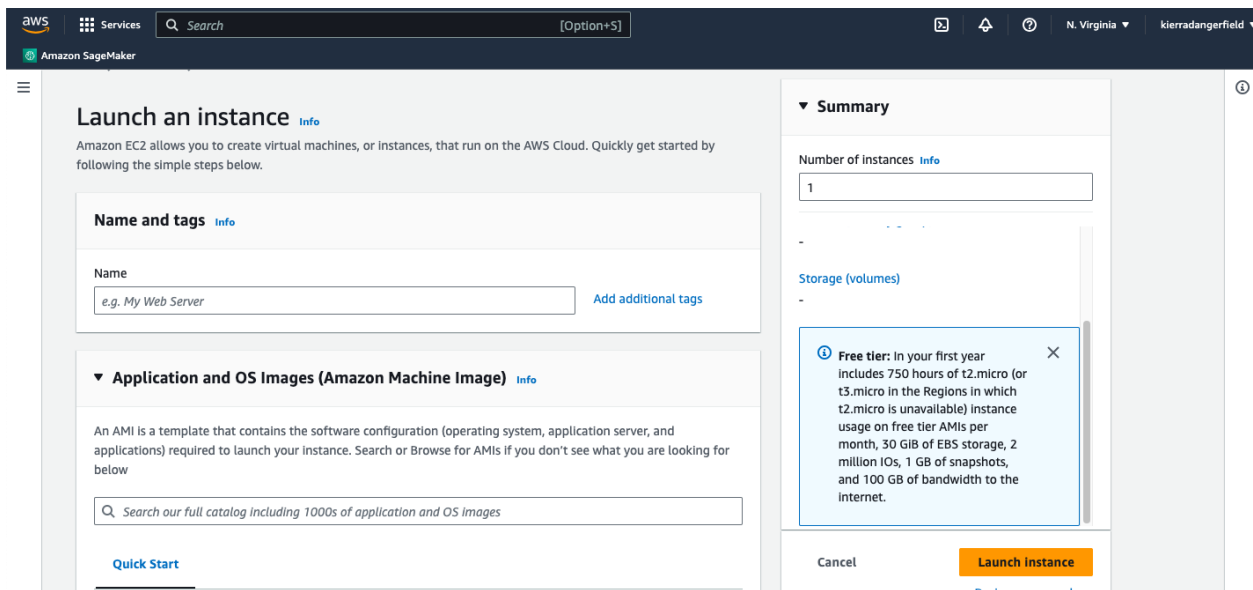 aws
Services
Search
[Option+S]
N. Virginia
kierradangerfield
Amazon SageMaker
Launch an instance Info
Amazon EC2 allows you to create virtual machines, or instances, that run on the AWS Cloud. Quickly get started by
following the simple steps below.
Name and tags Info
Name
e.g. My Web Server
Add additional tags
Application and OS Images (Amazon Machine Image) Info
An AMI is a template that contains the software configuration (operating system, application server, and
applications) required to launch your instance. Search or Browse for AMIs if you don't see what you are looking for
below
Search our full catalog including 1000s of application and OS images
Quick Start
Summary
Number of instances Info
1
-
Storage (volumes)
-
Free tier: In your first year
includes 750 hours of t2.micro (or
t3.micro in the Regions in which
t2.micro is unavailable) instance
usage on free tier AMIs per
month, 30 GiB of EBS storage, 2
million IOs, 1 GB of snapshots,
and 100 GB of bandwidth to the
internet.
Cancel
Launch instance